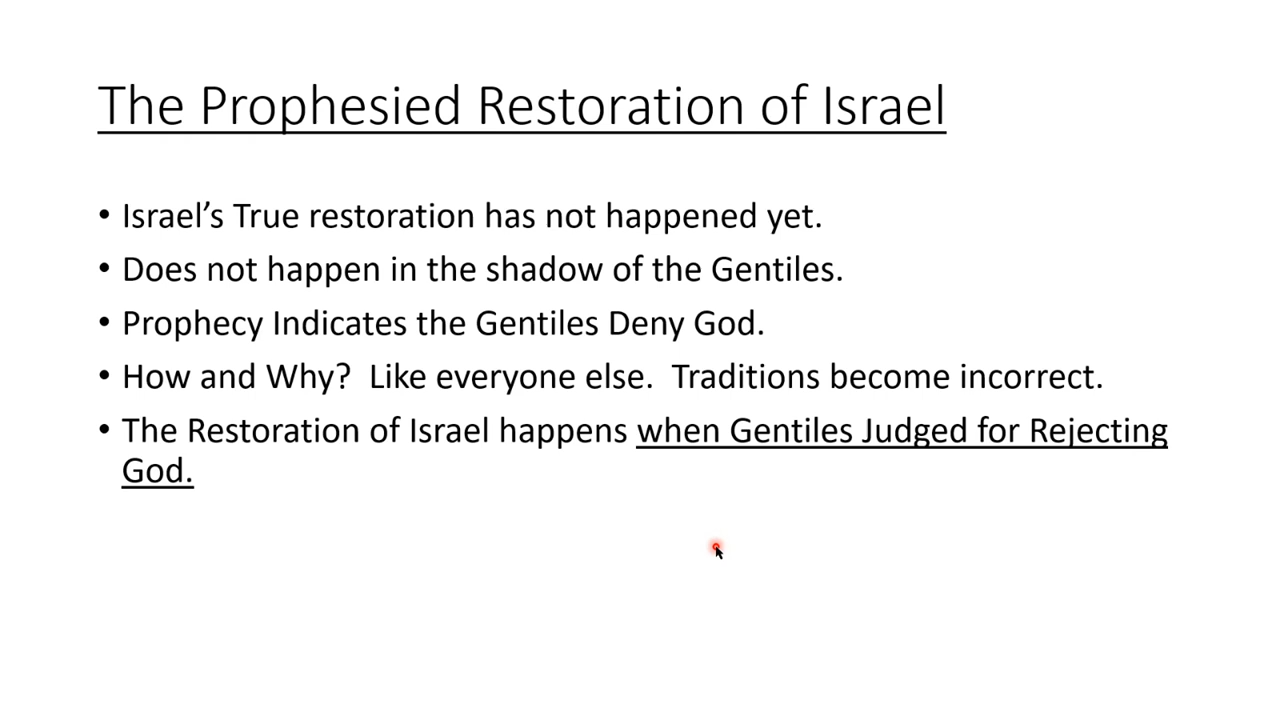 The Prophesied Restoration of Israel
• Israel’s True restoration has not happened yet.
• Does not happen in the shadow of the Gentiles.
• Prophecy Indicates the Gentiles Deny God.
• How and Why?  Like everyone else.  Traditions become incorrect.
• The Restoration of Israel happens when Gentiles Judged for Rejecting
God.